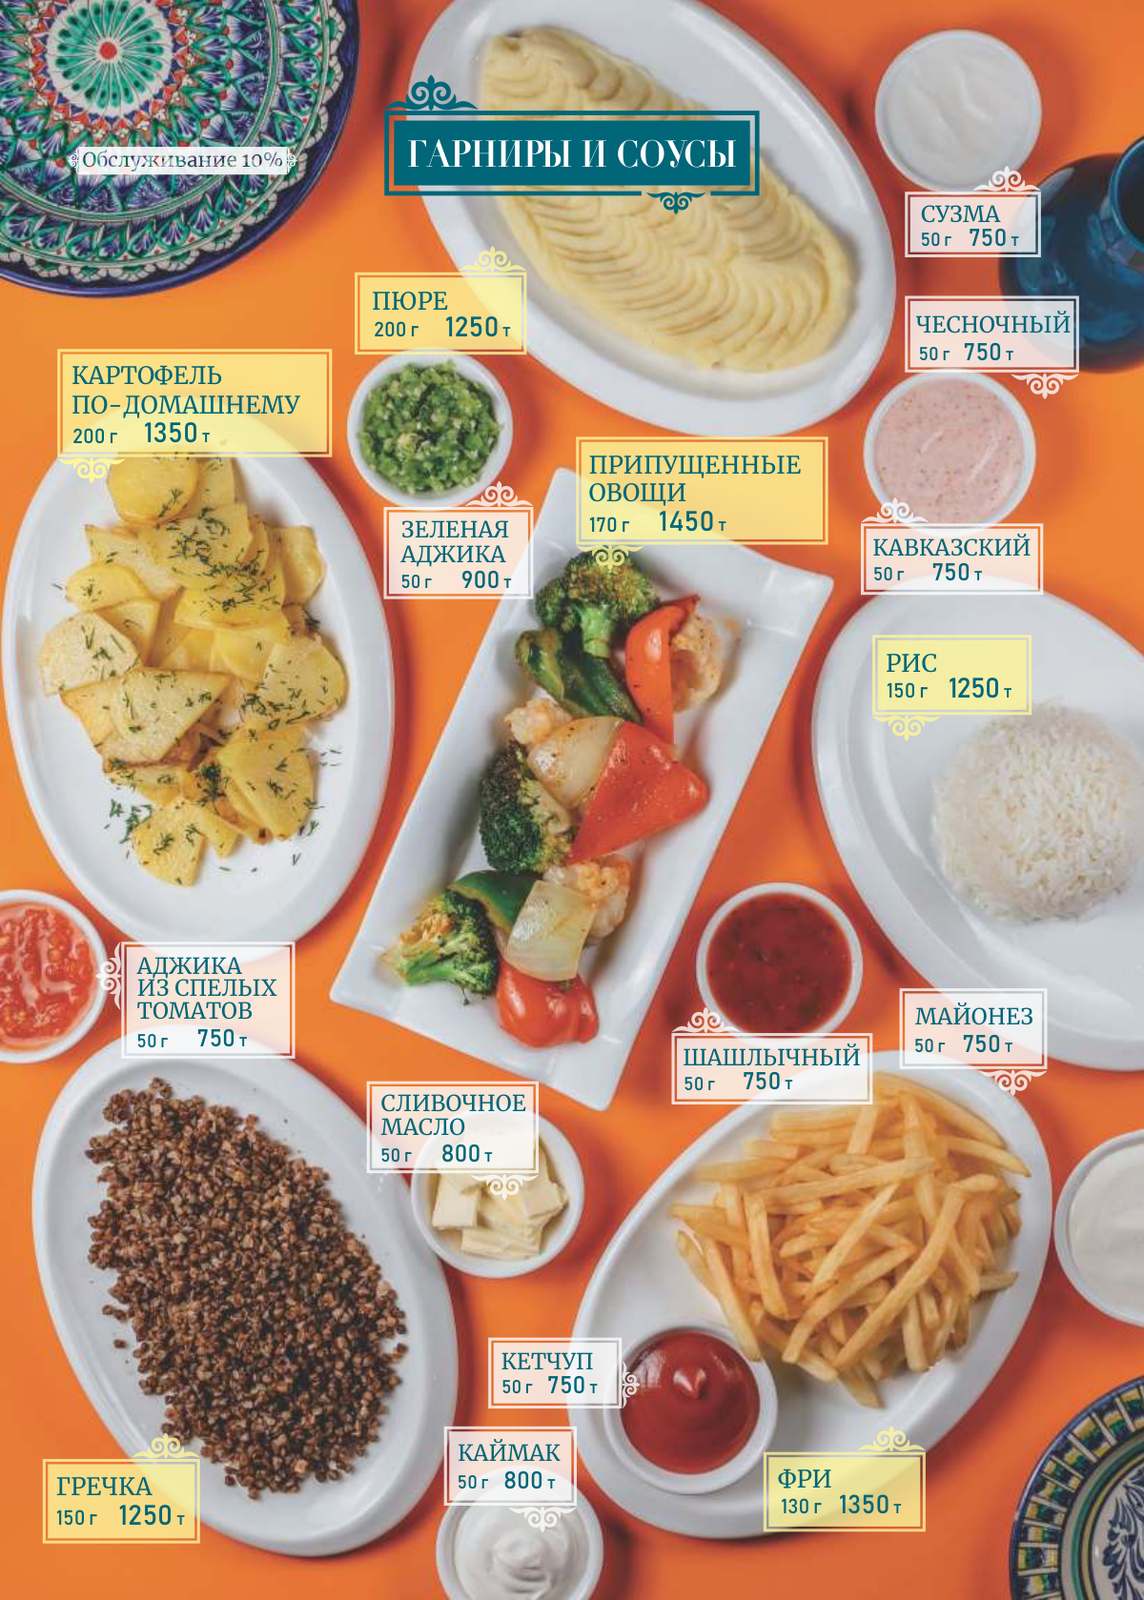 Обслуживание 10%
ГАРНИРЫ И СОУСЫ
СУЗМА
50 г 750 т
ПЮРЕ
200 г 1250 т
ЧЕСНОЧНЫЙ
50 г 750 т
КАРТОФЕЛЬ
ПО-ДОМАШНЕМУ
200 г 1350 т
ПРИПУЩЕННЫЕ
ОВОЩИ
170 г 1450 т
ЗЕЛЕНАЯ
АДЖИКА
50 г 900 т
КАВКАЗСКИЙ
50 г 750 т
РИС
150 г 1250 т
АДЖИКА
ИЗ СПЕЛЫХ
ТОМАТОВ
50 г 750 т
МАЙОНЕЗ
50 г 750 т
ШАШЛЫЧНЫЙ
50 г 750 т
СЛИВОЧНОЕ
МАСЛО
50 г 800 т
КЕТЧУП
50 г 750 т
КАЙМАК
50 г 800 т
ГРЕЧКА
150 г 1250 т
ФРИ
130 г 1350 т